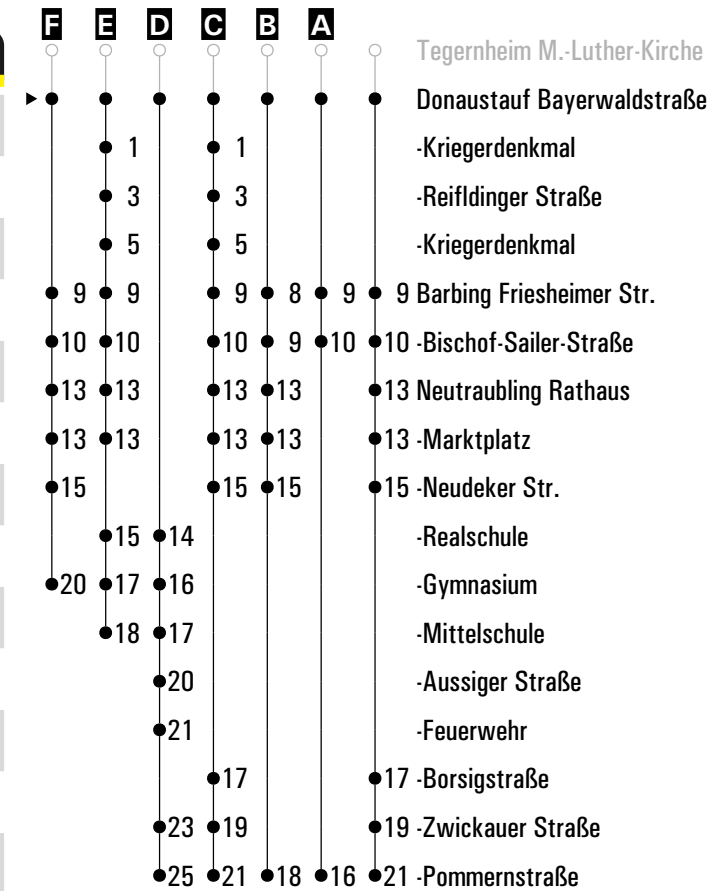 F E D C B A
Tegernheim M.-Luther-Kirche
Donaustauf Bayerwaldstraße
1 1 -Kriegerdenkmal
3 3 -Reifldinger Straße
5 5 -Kriegerdenkmal
9 9 9 8 9 9 Barbing Friesheimer Str.
10 10 10 9 10 10 -Bischof-Sailer-Straße
13 13 13 13 13 Neutraubling Rathaus
13 13 13 13 13 -Marktplatz
15 15 15 15 -Neudeker Str.
15 14 -Realschule
20 17 16 -Gymnasium
18 17 -Mittelschule
20 -Aussiger Straße
21 -Feuerwehr
17 17 -Borsigstraße
23 19 19 -Zwickauer Straße
25 21 18 16 21 -Pommernstraße